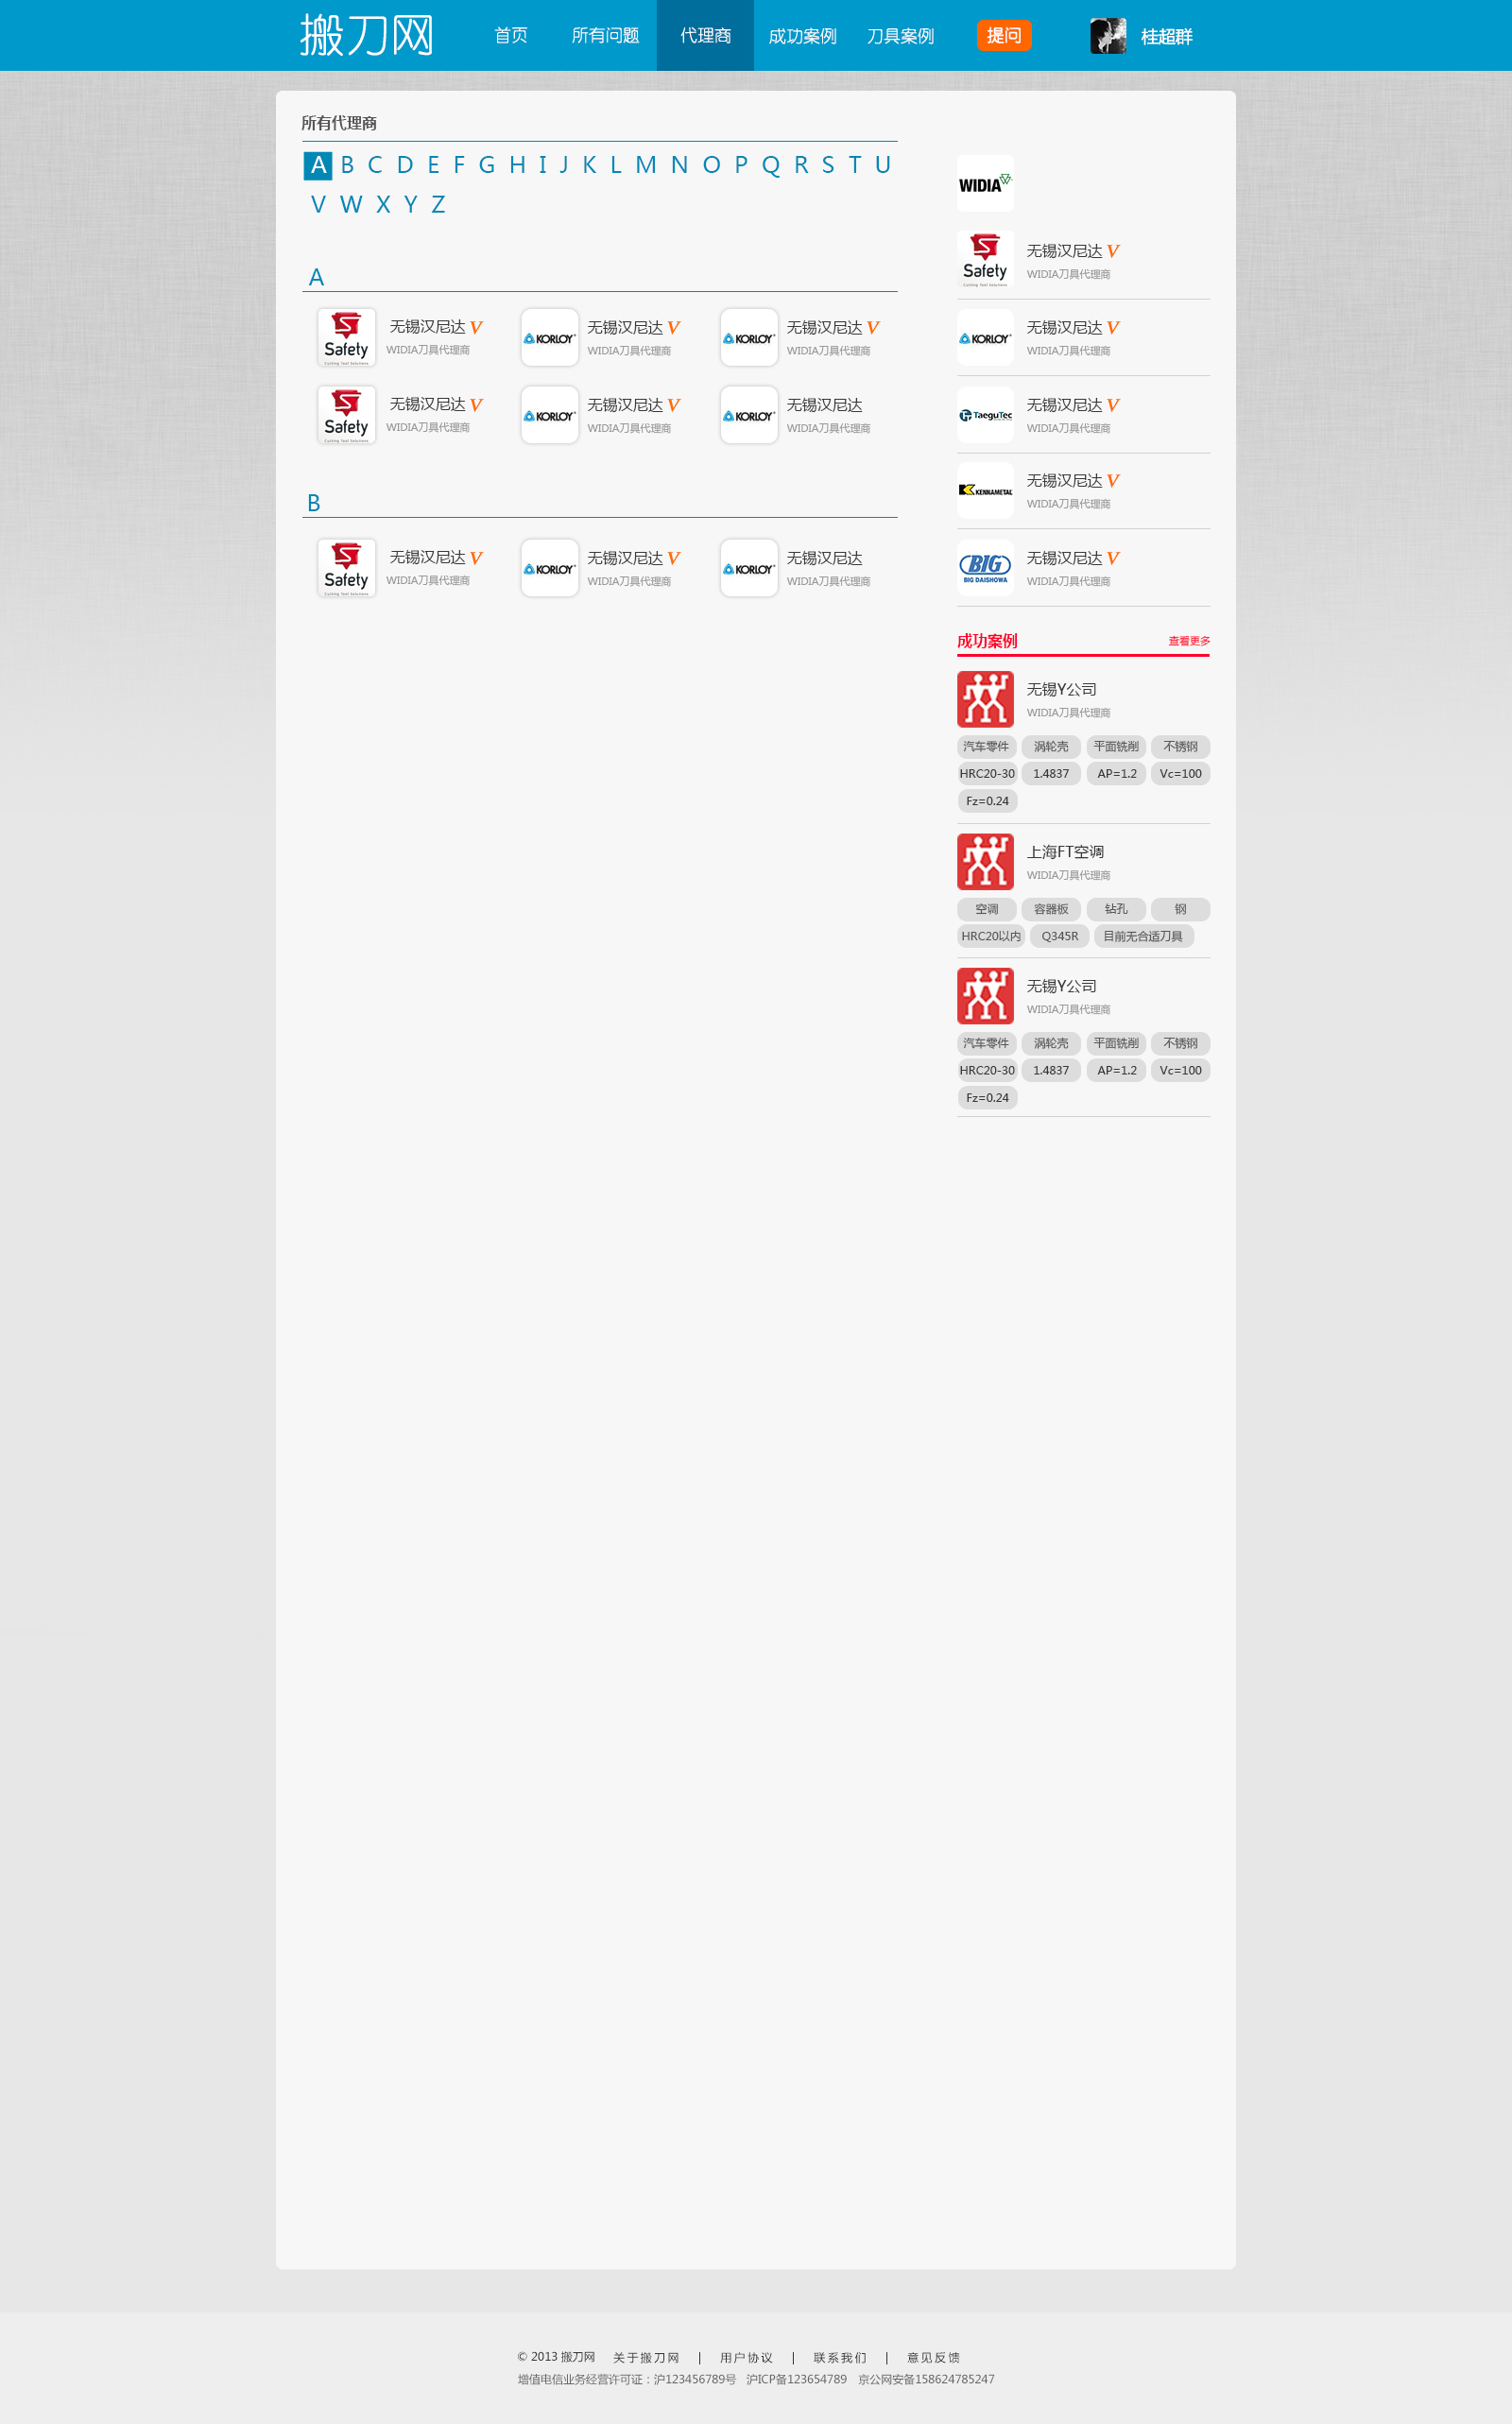 搬刀网 首页 所有问题 代理商 成功案例 刀具案例 提问 桂超群
所有代理商
A B C D E F G H I J K L M N O P Q R S T U
V W X Y Z
A
Safety
Cutting Tool Solutions
无锡汉尼达 V
WIDIA刀具代理商
KORLOY
无锡汉尼达 V
WIDIA刀具代理商
KORLOY
无锡汉尼达 V
WIDIA刀具代理商
Safety
Cutting Tool Solutions
无锡汉尼达 V
WIDIA刀具代理商
KORLOY
无锡汉尼达 V
WIDIA刀具代理商
KORLOY
无锡汉尼达
WIDIA刀具代理商
B
Safety
Cutting Tool Solutions
无锡汉尼达 V
WIDIA刀具代理商
KORLOY
无锡汉尼达 V
WIDIA刀具代理商
KORLOY
无锡汉尼达
WIDIA刀具代理商
WIDIA
Safety
Cutting Tool Solutions
无锡汉尼达 V
WIDIA刀具代理商
KORLOY
无锡汉尼达 V
WIDIA刀具代理商
TaeguTec
无锡汉尼达 V
WIDIA刀具代理商
KENNAMETAL
无锡汉尼达 V
WIDIA刀具代理商
BIG
BIG DAISHOWA
无锡汉尼达 V
WIDIA刀具代理商
成功案例 查看更多
无锡Y公司
WIDIA刀具代理商
汽车零件 涡轮壳 平面铣削 不锈钢
HRC20-30 1.4837 AP=1.2 Vc=100
Fz=0.24
上海FT空调
WIDIA刀具代理商
空调 容器板 钻孔 钢
HRC20以内 Q345R 目前无合适刀具
无锡Y公司
WIDIA刀具代理商
汽车零件 涡轮壳 平面铣削 不锈钢
HRC20-30 1.4837 AP=1.2 Vc=100
Fz=0.24
© 2013 搬刀网 关于搬刀网 | 用户协议 | 联系我们 | 意见反馈
增值电信业务经营许可证：沪123456789号 沪ICP备123654789 京公网安备158624785247